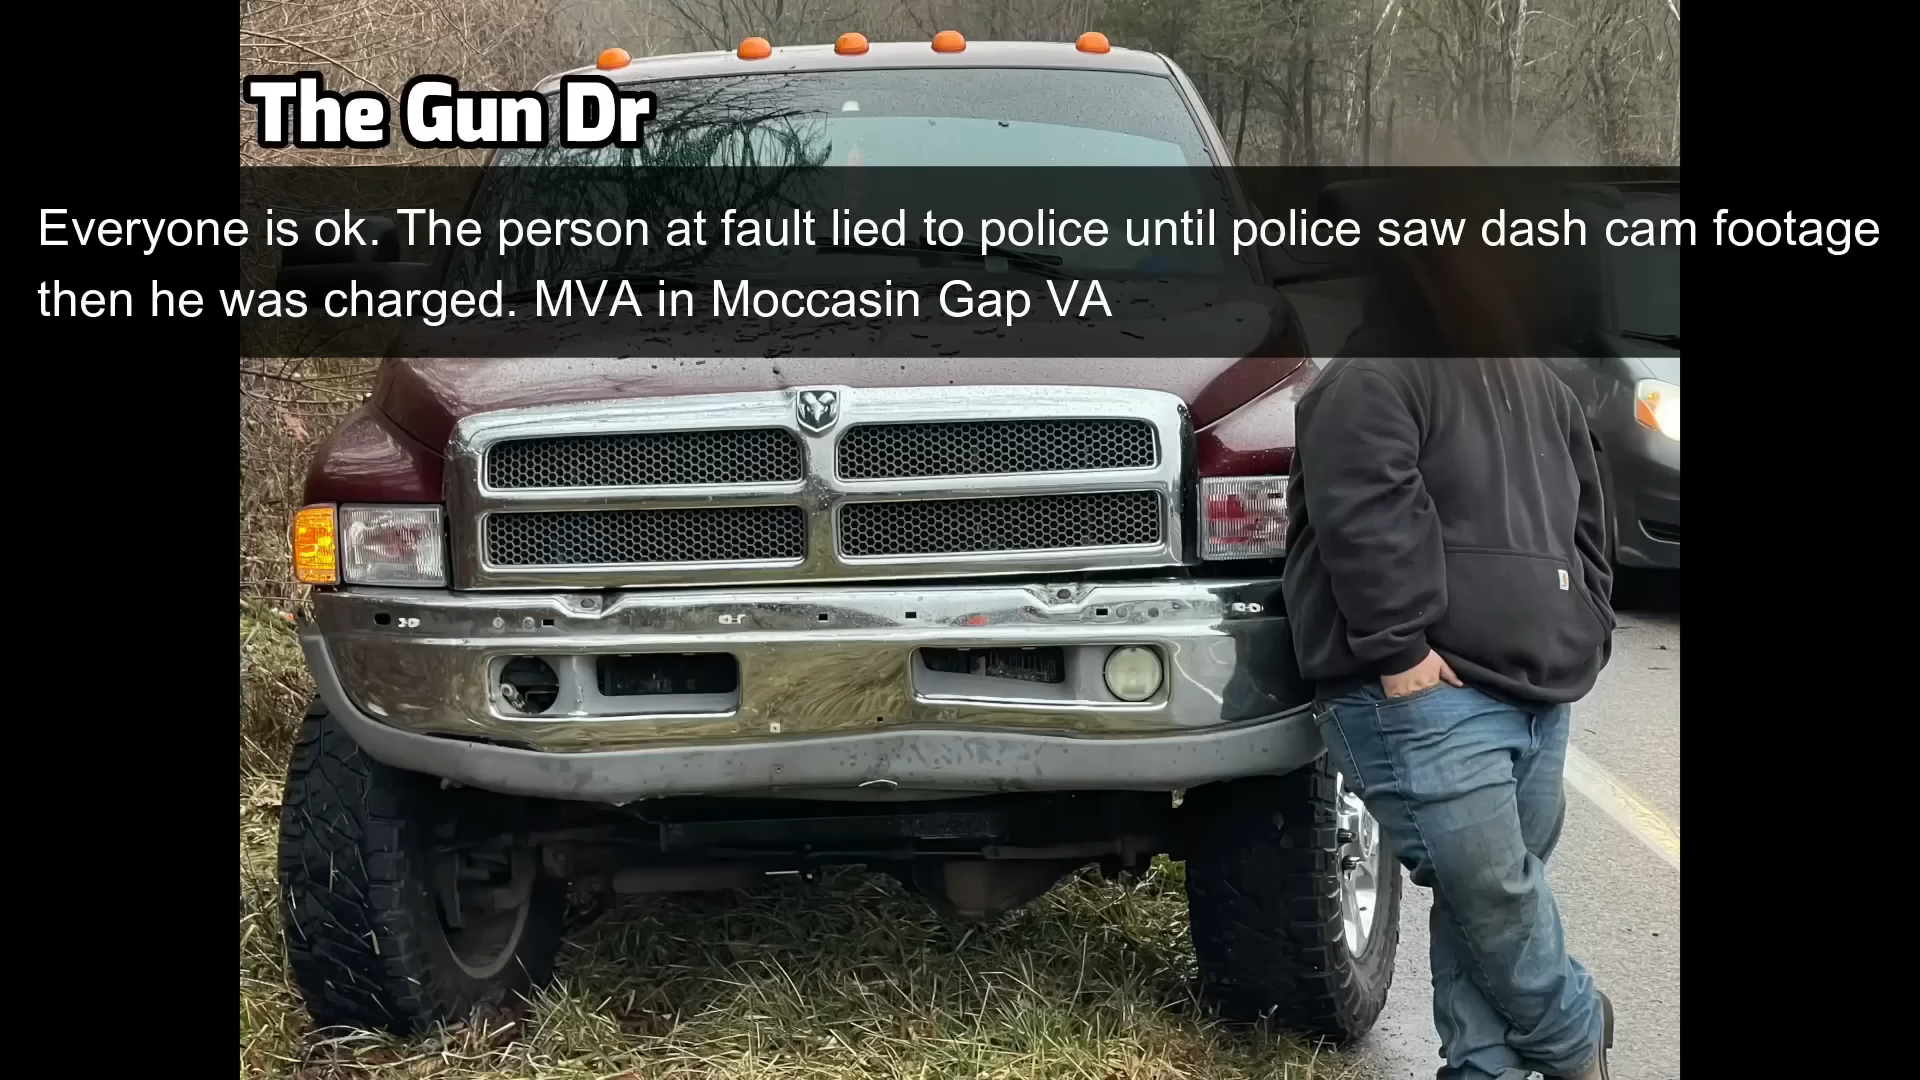 The Gun Dr
Everyone is ok. The person at fault lied to police until police saw dash cam footage
then he was charged. MVA in Moccasin Gap VA